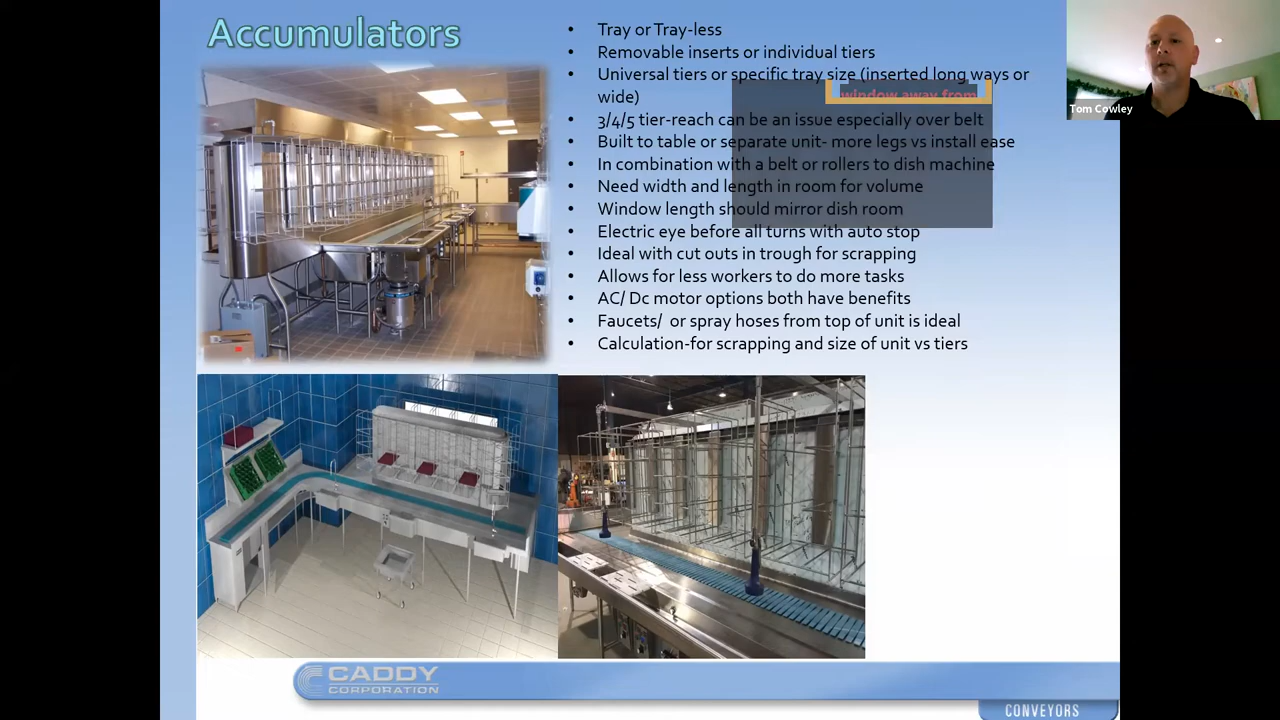 Accumulators
• Tray or Tray-less
• Removable inserts or individual tiers
• Universal tiers or specific tray size (inserted long ways or
wide)
window away from
• 3/4/5 tier-reach can be an issue especially over belt
• Built to table or separate unit- more legs vs install ease
• In combination with a belt or rollers to dish machine
• Need width and length in room for volume
• Window length should mirror dish room
• Electric eye before all turns with auto stop
• Ideal with cut outs in trough for scrapping
• Allows for less workers to do more tasks
• AC/ Dc motor options both have benefits
• Faucets/ or spray hoses from top of unit is ideal
• Calculation-for scrapping and size of unit vs tiers
Tom Cowley
CADDY
CORPORATION
CONVEYORS